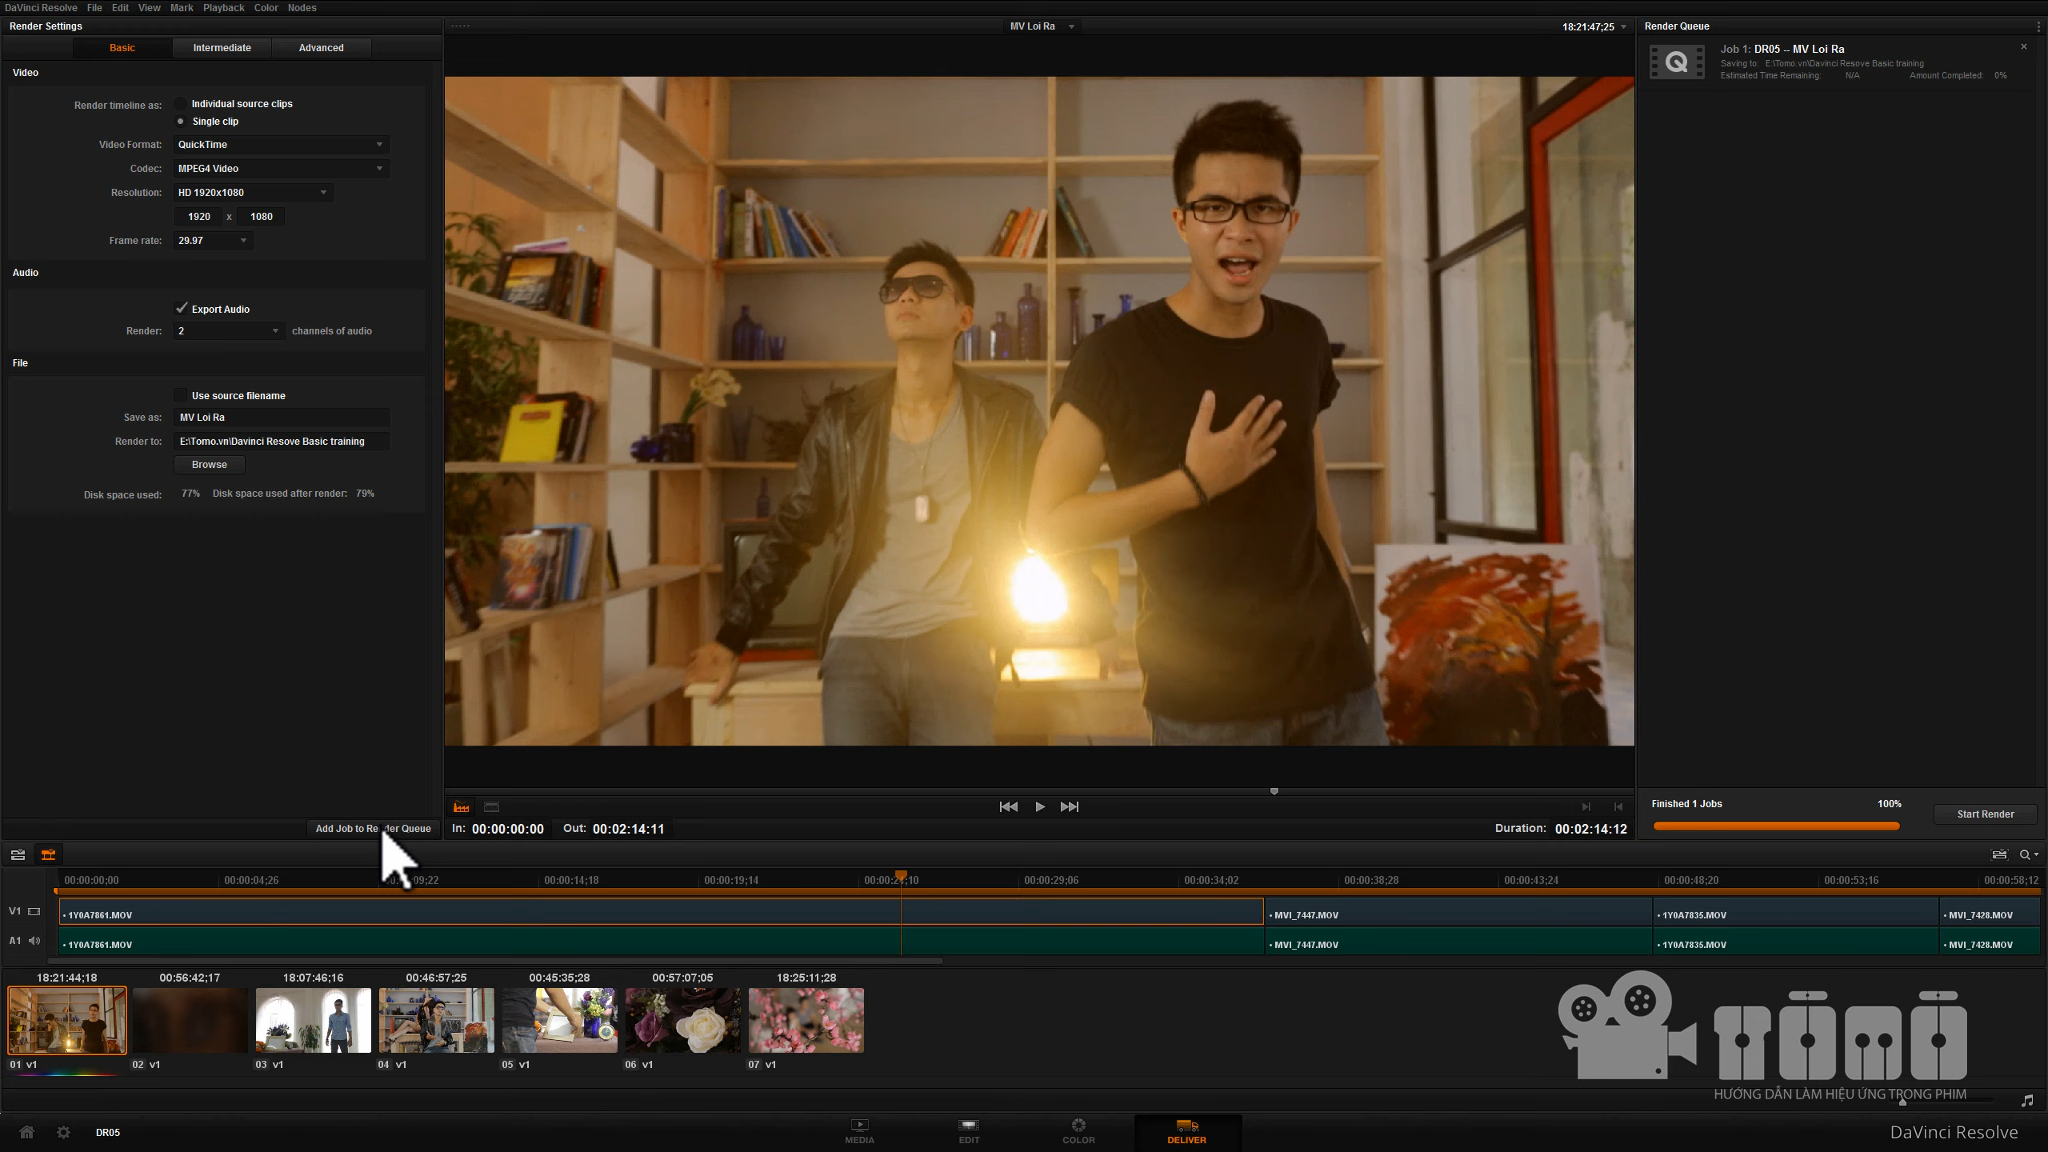 DaVinci Resolve File Edit View Mark Playback Color Nodes
Render Settings
MV Loi Ra
18:21:47;25
Render Queue
Basic Intermediate Advanced
Job 1: DR05 -- MV Loi Ra
Saving to: E:\Tomo.vn\Davinci Resove Basic training
Estimated Time Remaining: N/A Amount Completed: 0%
Video
Render timeline as: Individual source clips
Single clip
Video Format: QuickTime
Codec: MPEG4 Video
Resolution: HD 1920x1080
1920 x 1080
Frame rate: 29.97
Audio
Export Audio
Render: 2 channels of audio
File
Use source filename
Save as: MV Loi Ra
Render to: E:\Tomo.vn\Davinci Resove Basic training
Browse
Disk space used: 77% Disk space used after render: 79%
Finished 1 Jobs 100%
Start Render
Add Job to Render Queue
In: 00:00:00:00 Out: 00:02:14:11
Duration: 00:02:14:12
00:00:00;00 00:00:04;26 09;22 00:00:14;18 00:00:19;14 00:00:24;10 00:00:29;06 00:00:34;02 00:00:38;28 00:00:43;24 00:00:48;20 00:00:53;16 00:00:58;12
V1 1Y0A7861.MOV MVI_7447.MOV 1Y0A7835.MOV MVI_7428.MOV
A1 1Y0A7861.MOV MVI_7447.MOV 1Y0A7835.MOV MVI_7428.MOV
18:21:44;18 00:56:42;17 18:07:46;16 00:46:57;25 00:45:35;28 00:57:07;05 18:25:11;28
01 v1 02 v1 03 v1 04 v1 05 v1 06 v1 07 v1
TÔMÔ
HƯỚNG DẪN LÀM HIỆU ỨNG TRONG PHIM
DR05
MEDIA EDIT COLOR DELIVER
DaVinci Resolve